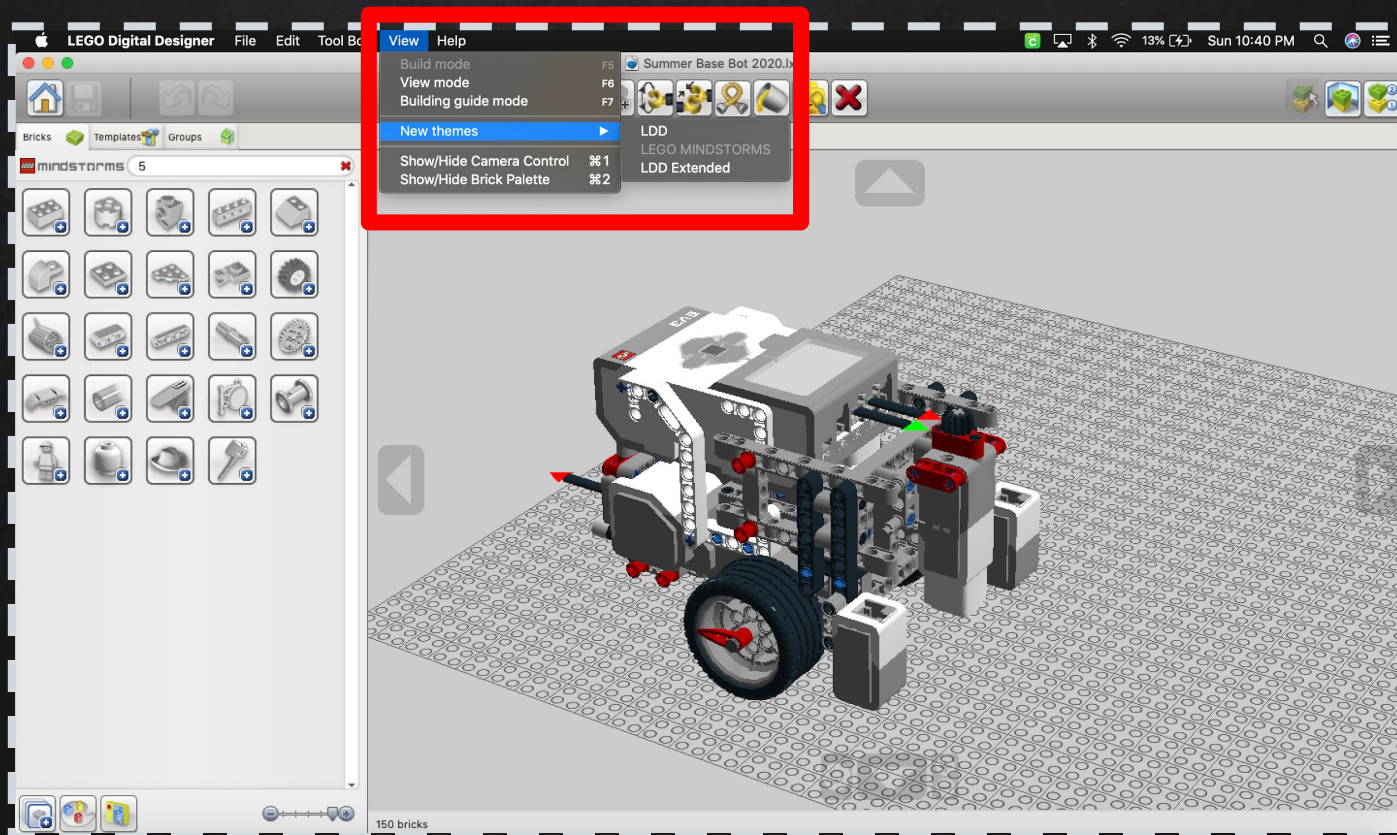 LEGO Digital Designer File Edit Tool Bo View Help 13% Sun 10:40 PM
Summer Base Bot 2020.lx
Build mode F5
View mode F6
Building guide mode F7
New themes
Show/Hide Camera Control ⌘1
Show/Hide Brick Palette ⌘2
LDD
LEGO MINDSTORMS
LDD Extended
Bricks Templates Groups
mindstorms 5
EV3
150 bricks